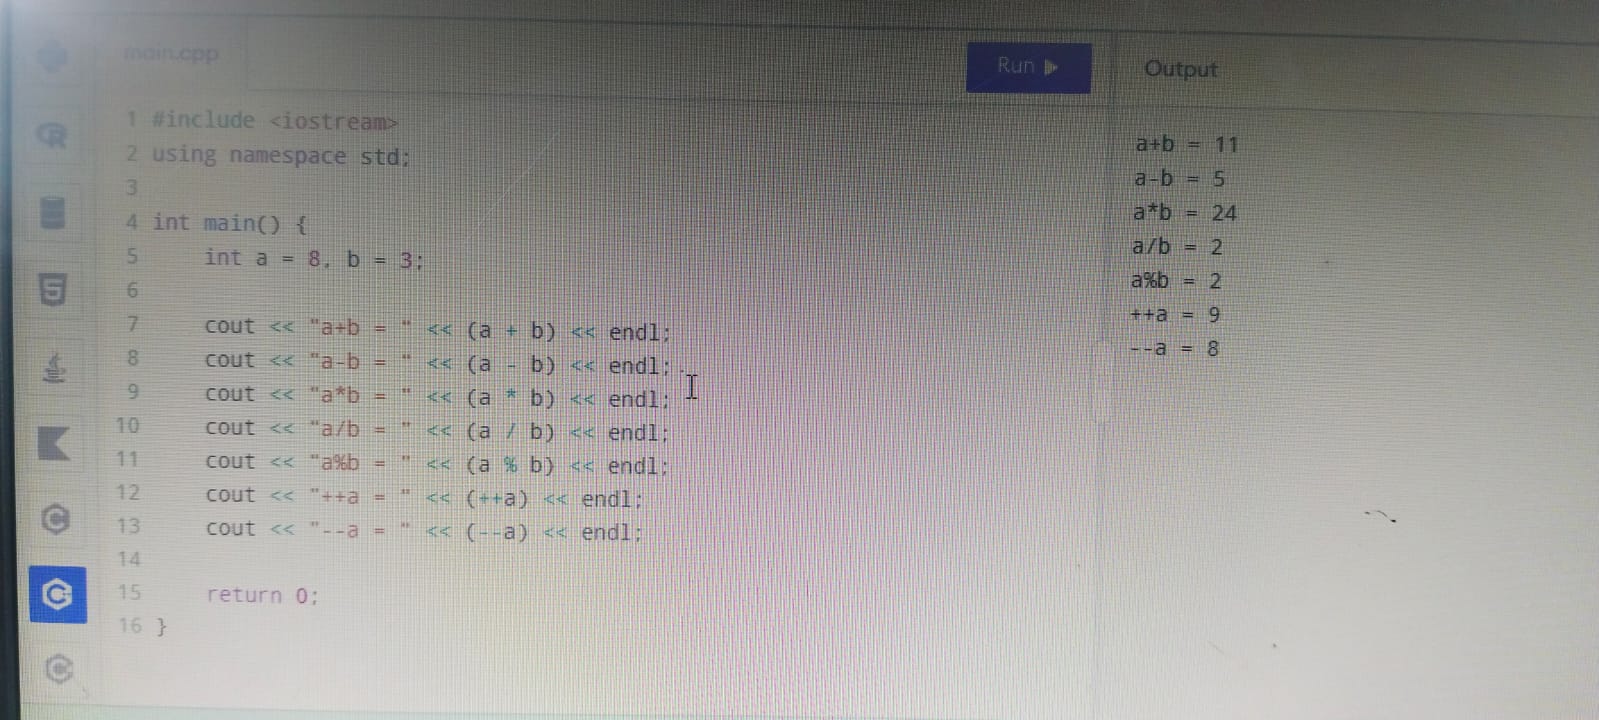 main.cpp
Run
Output
1 #include <iostream>
2 using namespace std;
3
4 int main() {
5     int a = 8, b = 3;
6
7     cout << "a+b = " << (a + b) << endl;
8     cout << "a-b = " << (a - b) << endl;
9     cout << "a*b = " << (a * b) << endl;
10     cout << "a/b = " << (a / b) << endl;
11     cout << "a%b = " << (a % b) << endl;
12     cout << "++a = " << (++a) << endl;
13     cout << "--a = " << (--a) << endl;
14
15     return 0;
16 }
a+b = 11
a-b = 5
a*b = 24
a/b = 2
a%b = 2
++a = 9
--a = 8